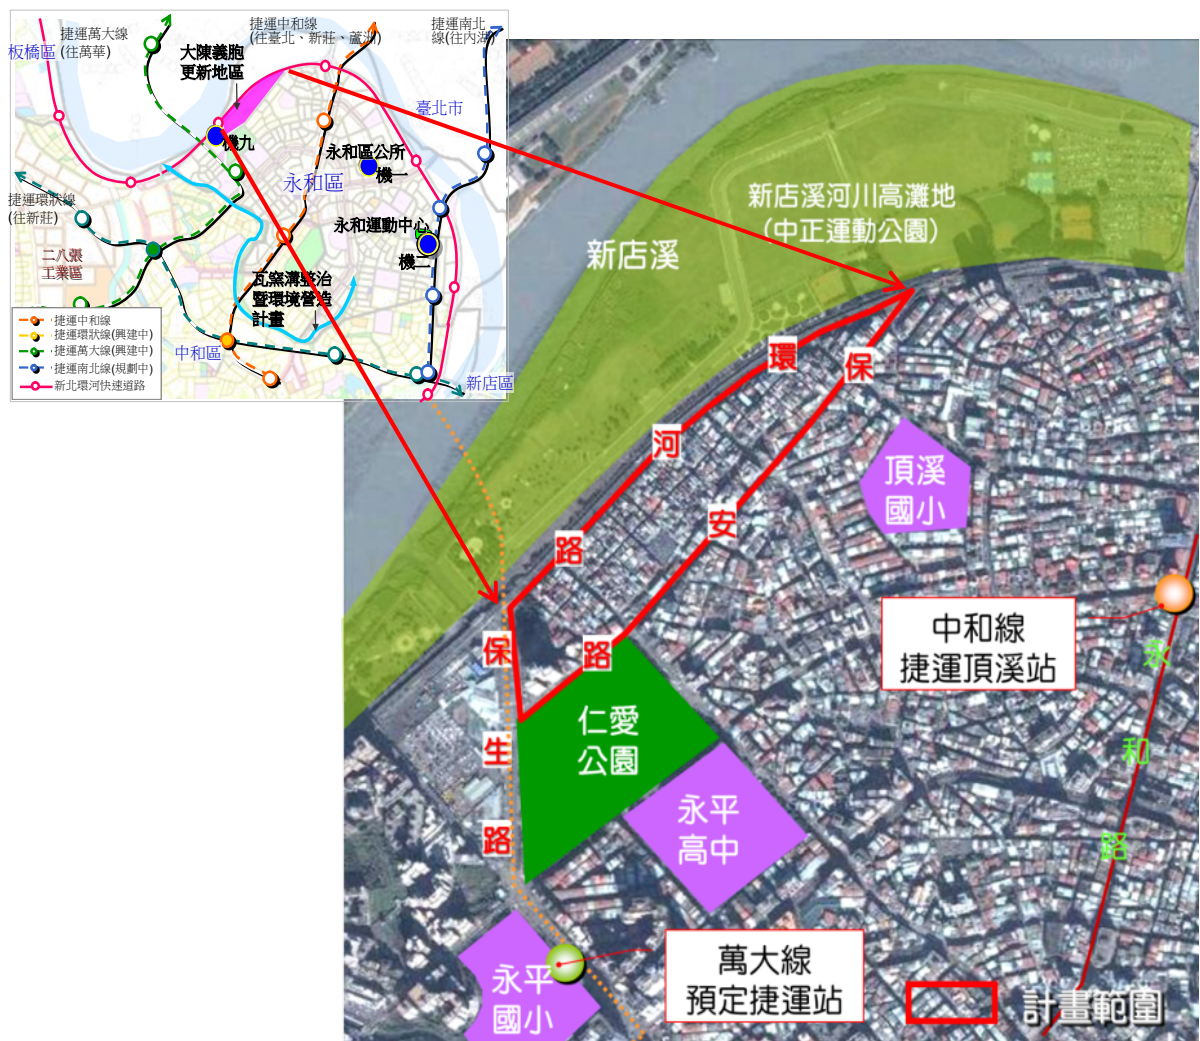 捷運萬大線
(往萬華)
板橋區
捷運中和線
(往臺北、新莊、蘆洲)
捷運南北
線(往內湖)
大陳義胞
更新地區
臺北市
機九
永和區公所
機一
永和區
捷運環狀線
(往新莊)
永和運動中心
機二
二八張
工業區
瓦窯溝整治
暨環境營造
計畫
中和區
新店區
捷運中和線
捷運環狀線(興建中)
捷運萬大線(興建中)
捷運南北線(規劃中)
新北環河快速道路
新店溪河川高灘地
(中正運動公園)
新店溪
環
河
路
保
安
路
保
生
路
頂溪
國小
中和線
捷運頂溪站
永
和
路
仁愛
公園
永平
高中
永平
國小
萬大線
預定捷運站
計畫範圍